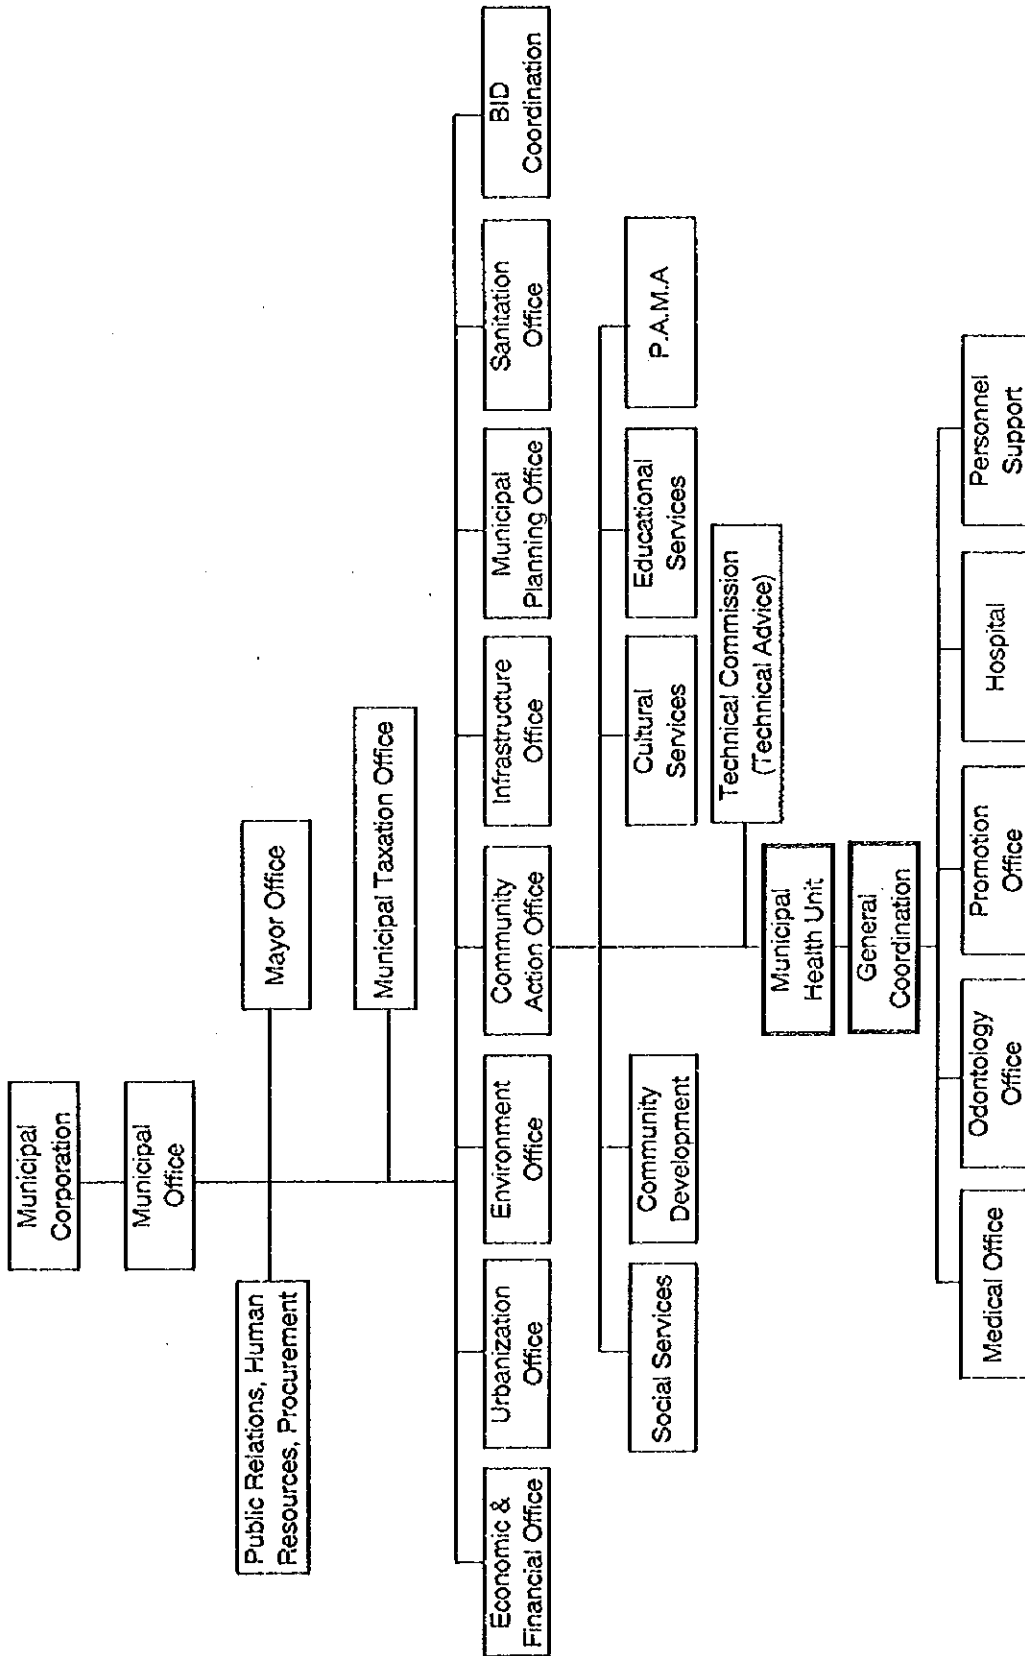 Municipal
Corporation
Municipal
Office
Public Relations, Human
Resources, Procurement
Mayor Office
Municipal Taxation Office
Economic &
Financial Office
Urbanization
Office
Environment
Office
Community
Action Office
Infrastructure
Office
Municipal
Planning Office
Sanitation
Office
BID
Coordination
Social Services
Community
Development
Cultural
Services
Educational
Services
P.A.M.A
Technical Commission
(Technical Advice)
Municipal
Health Unit
General
Coordination
Medical Office
Odontology
Office
Promotion
Office
Hospital
Personnel
Support